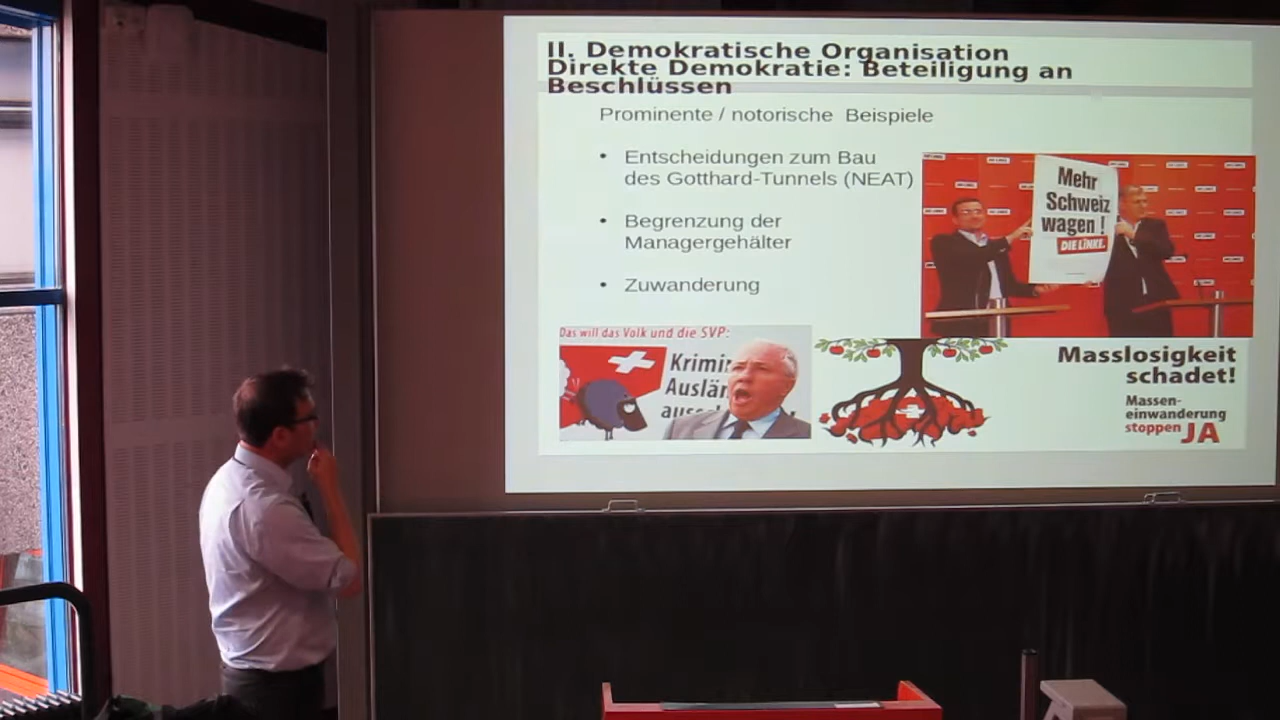 II. Demokratische Organisation
Direkte Demokratie: Beteiligung an
Beschlüssen
Prominente / notorische Beispiele
• Entscheidungen zum Bau
des Gotthard-Tunnels (NEAT)
• Begrenzung der
Managergehälter
• Zuwanderung
Mehr
Schweiz
wagen !
DIE LINKE.
Das will das Volk und die SVP:
Krimi
Auslän
Masslosigkeit
schadet!
Massen-
einwanderung
stoppen JA